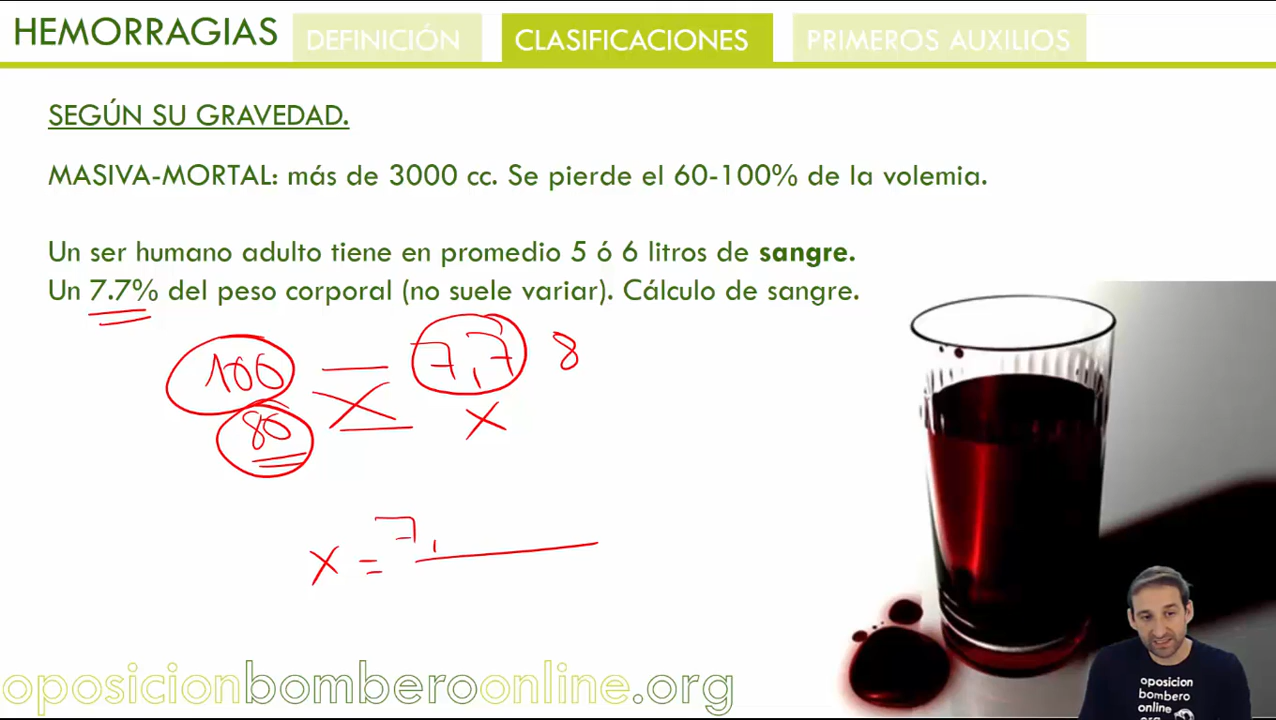 HEMORRAGIAS DEFINICIÓN CLASIFICACIONES PRIMEROS AUXILIOS
SEGÚN SU GRAVEDAD.
MASIVA-MORTAL: más de 3000 cc. Se pierde el 60-100% de la volemia.
Un ser humano adulto tiene en promedio 5 ó 6 litros de sangre.
Un 7.7% del peso corporal (no suele variar). Cálculo de sangre.
100 7,7 8
80 x
x = 7,
oposicionbomberoonline.org
oposicion
bombero
online
.org